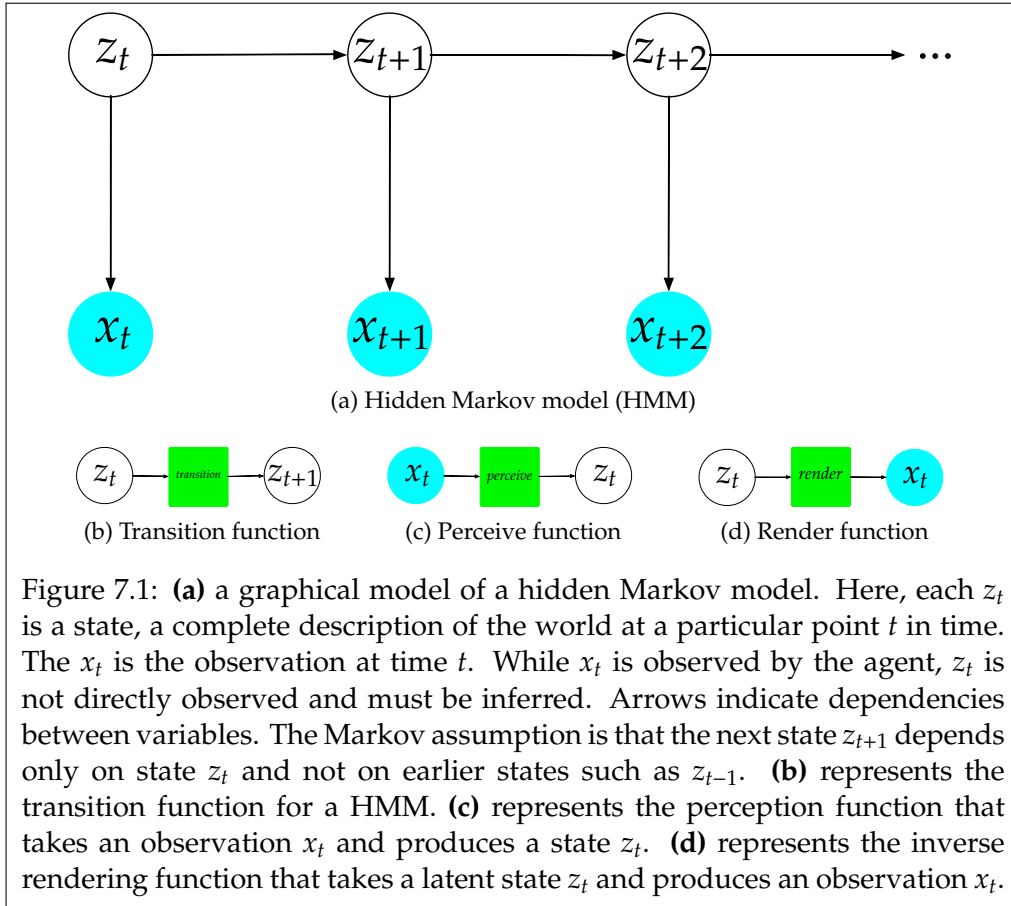 z_t z_{t+1} z_{t+2} ...
x_t x_{t+1} x_{t+2}
(a) Hidden Markov model (HMM)
z_t transition z_{t+1} x_t perceive z_t z_t render x_t
(b) Transition function (c) Perceive function (d) Render function
Figure 7.1: (a) a graphical model of a hidden Markov model. Here, each z_t
is a state, a complete description of the world at a particular point t in time.
The x_t is the observation at time t. While x_t is observed by the agent, z_t is
not directly observed and must be inferred. Arrows indicate dependencies
between variables. The Markov assumption is that the next state z_{t+1} depends
only on state z_t and not on earlier states such as z_{t−1}. (b) represents the
transition function for a HMM. (c) represents the perception function that
takes an observation x_t and produces a state z_t. (d) represents the inverse
rendering function that takes a latent state z_t and produces an observation x_t.